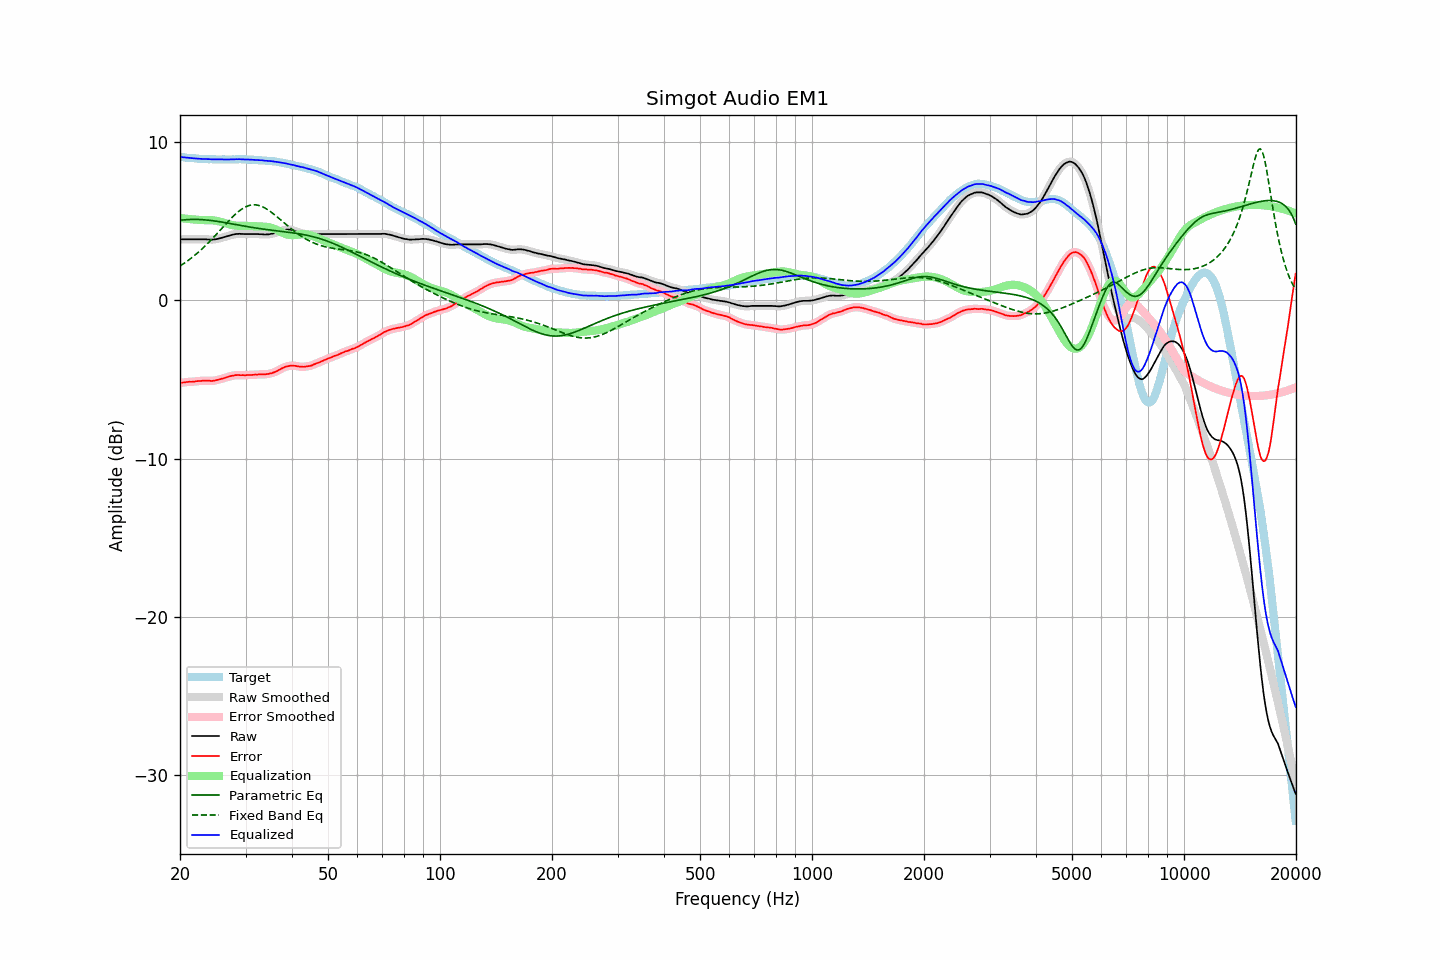 Simgot Audio EM1
Amplitude (dBr)
10
0
−10
−20
−30
Target
Raw Smoothed
Error Smoothed
Raw
Error
Equalization
Parametric Eq
Fixed Band Eq
Equalized
20 50 100 200 500 1000 2000 5000 10000 20000
Frequency (Hz)